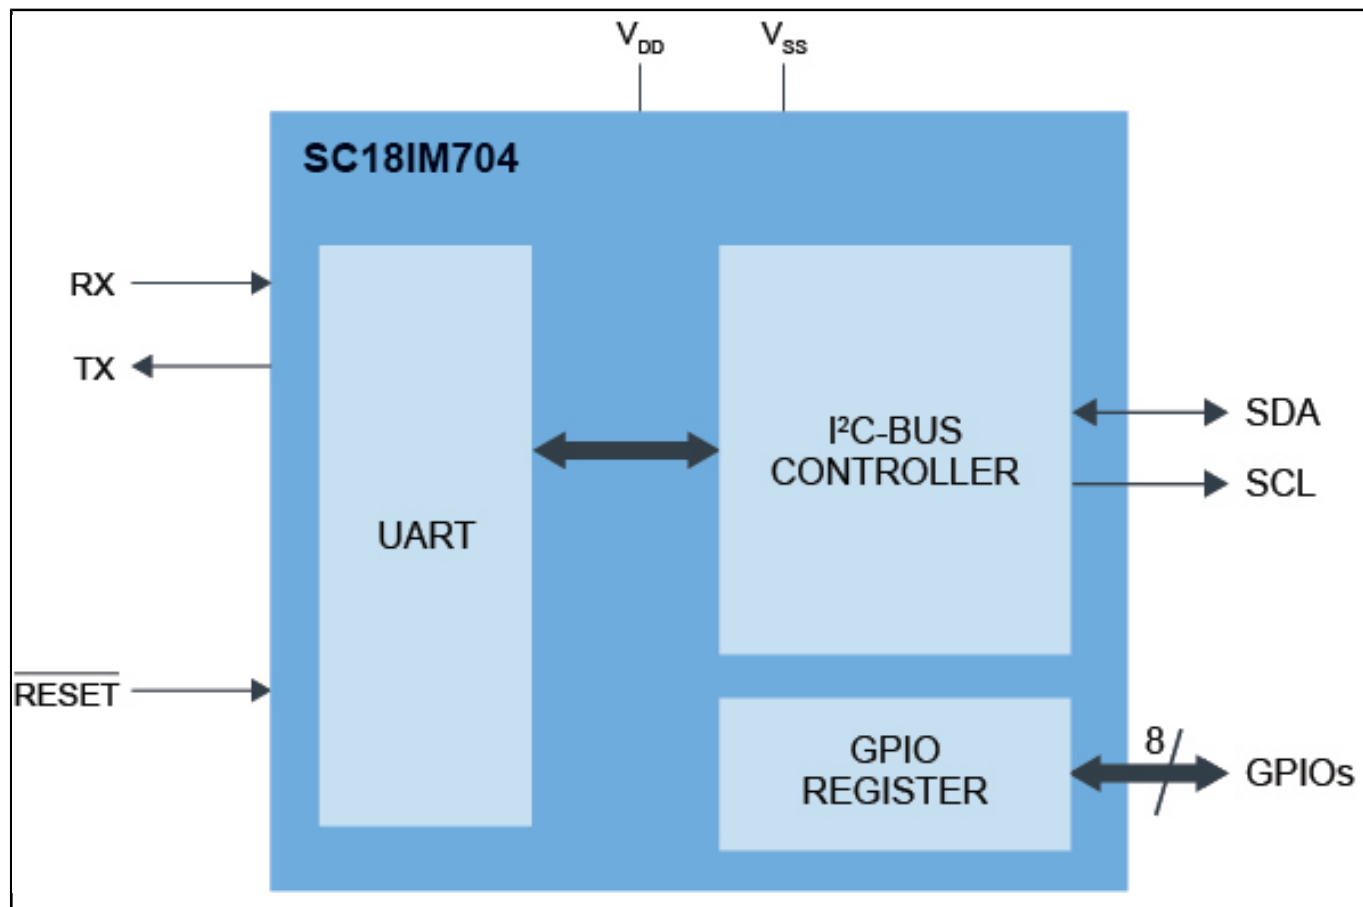 VDD
VSS
SC18IM704
RX
TX
RESET
UART
I²C-BUS
CONTROLLER
SDA
SCL
GPIO
REGISTER
8
GPIOs